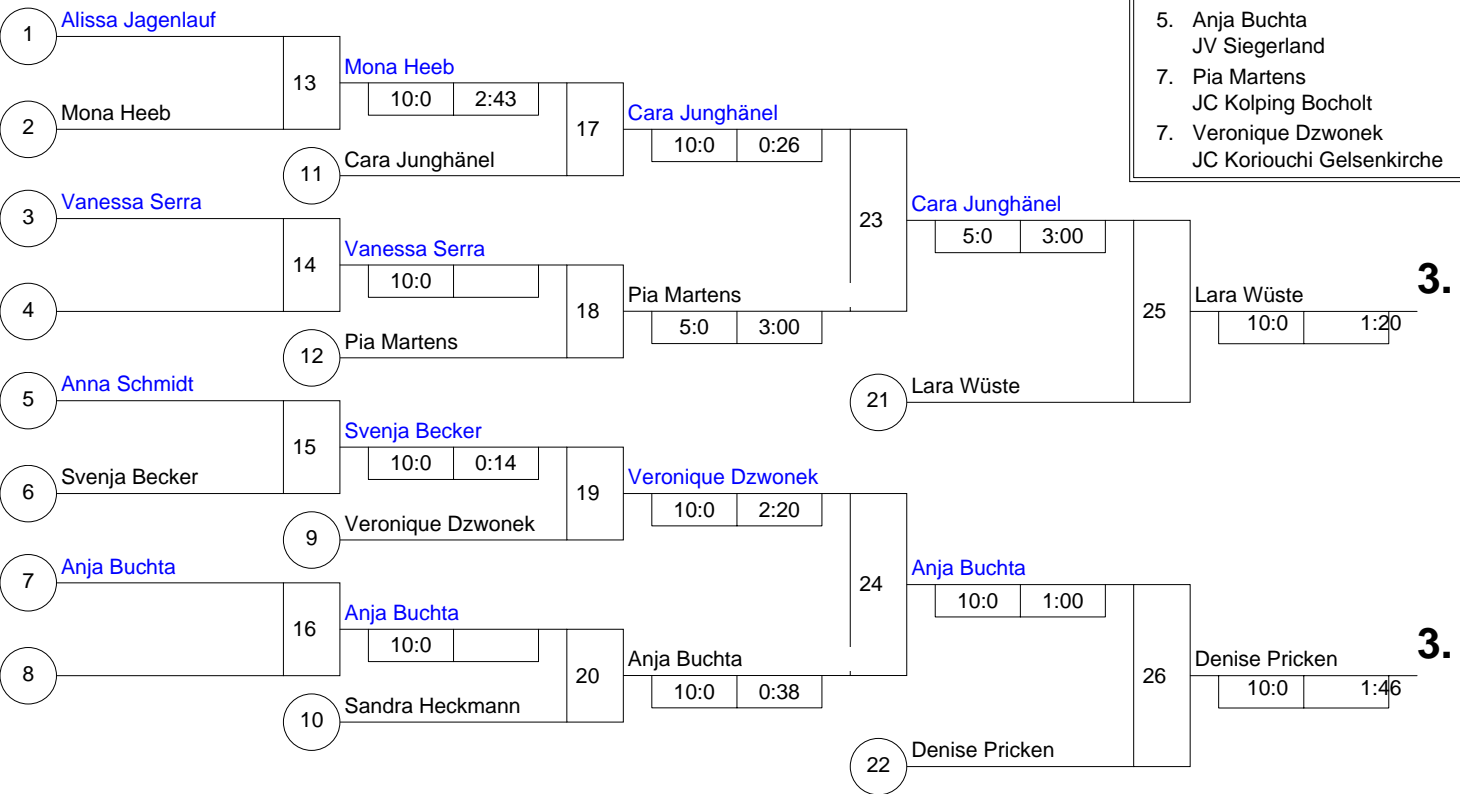 1 Alissa Jagenlauf
2 Mona Heeb
13 Mona Heeb
10:0 2:43
11 Cara Junghänel
17 Cara Junghänel
10:0 0:26
3 Vanessa Serra
4
14 Vanessa Serra
10:0
12 Pia Martens
18 Pia Martens
5:0 3:00
23 Cara Junghänel
5:0 3:00
21 Lara Wüste
25 Lara Wüste
10:0 1:20
3.
5 Anna Schmidt
6 Svenja Becker
15 Svenja Becker
10:0 0:14
9 Veronique Dzwonek
19 Veronique Dzwonek
10:0 2:20
7 Anja Buchta
8
16 Anja Buchta
10:0
10 Sandra Heckmann
20 Anja Buchta
10:0 0:38
24 Anja Buchta
10:0 1:00
22 Denise Pricken
26 Denise Pricken
10:0 1:46
3.
5. Anja Buchta
JV Siegerland
7. Pia Martens
JC Kolping Bocholt
7. Veronique Dzwonek
JC Koriouchi Gelsenkirche